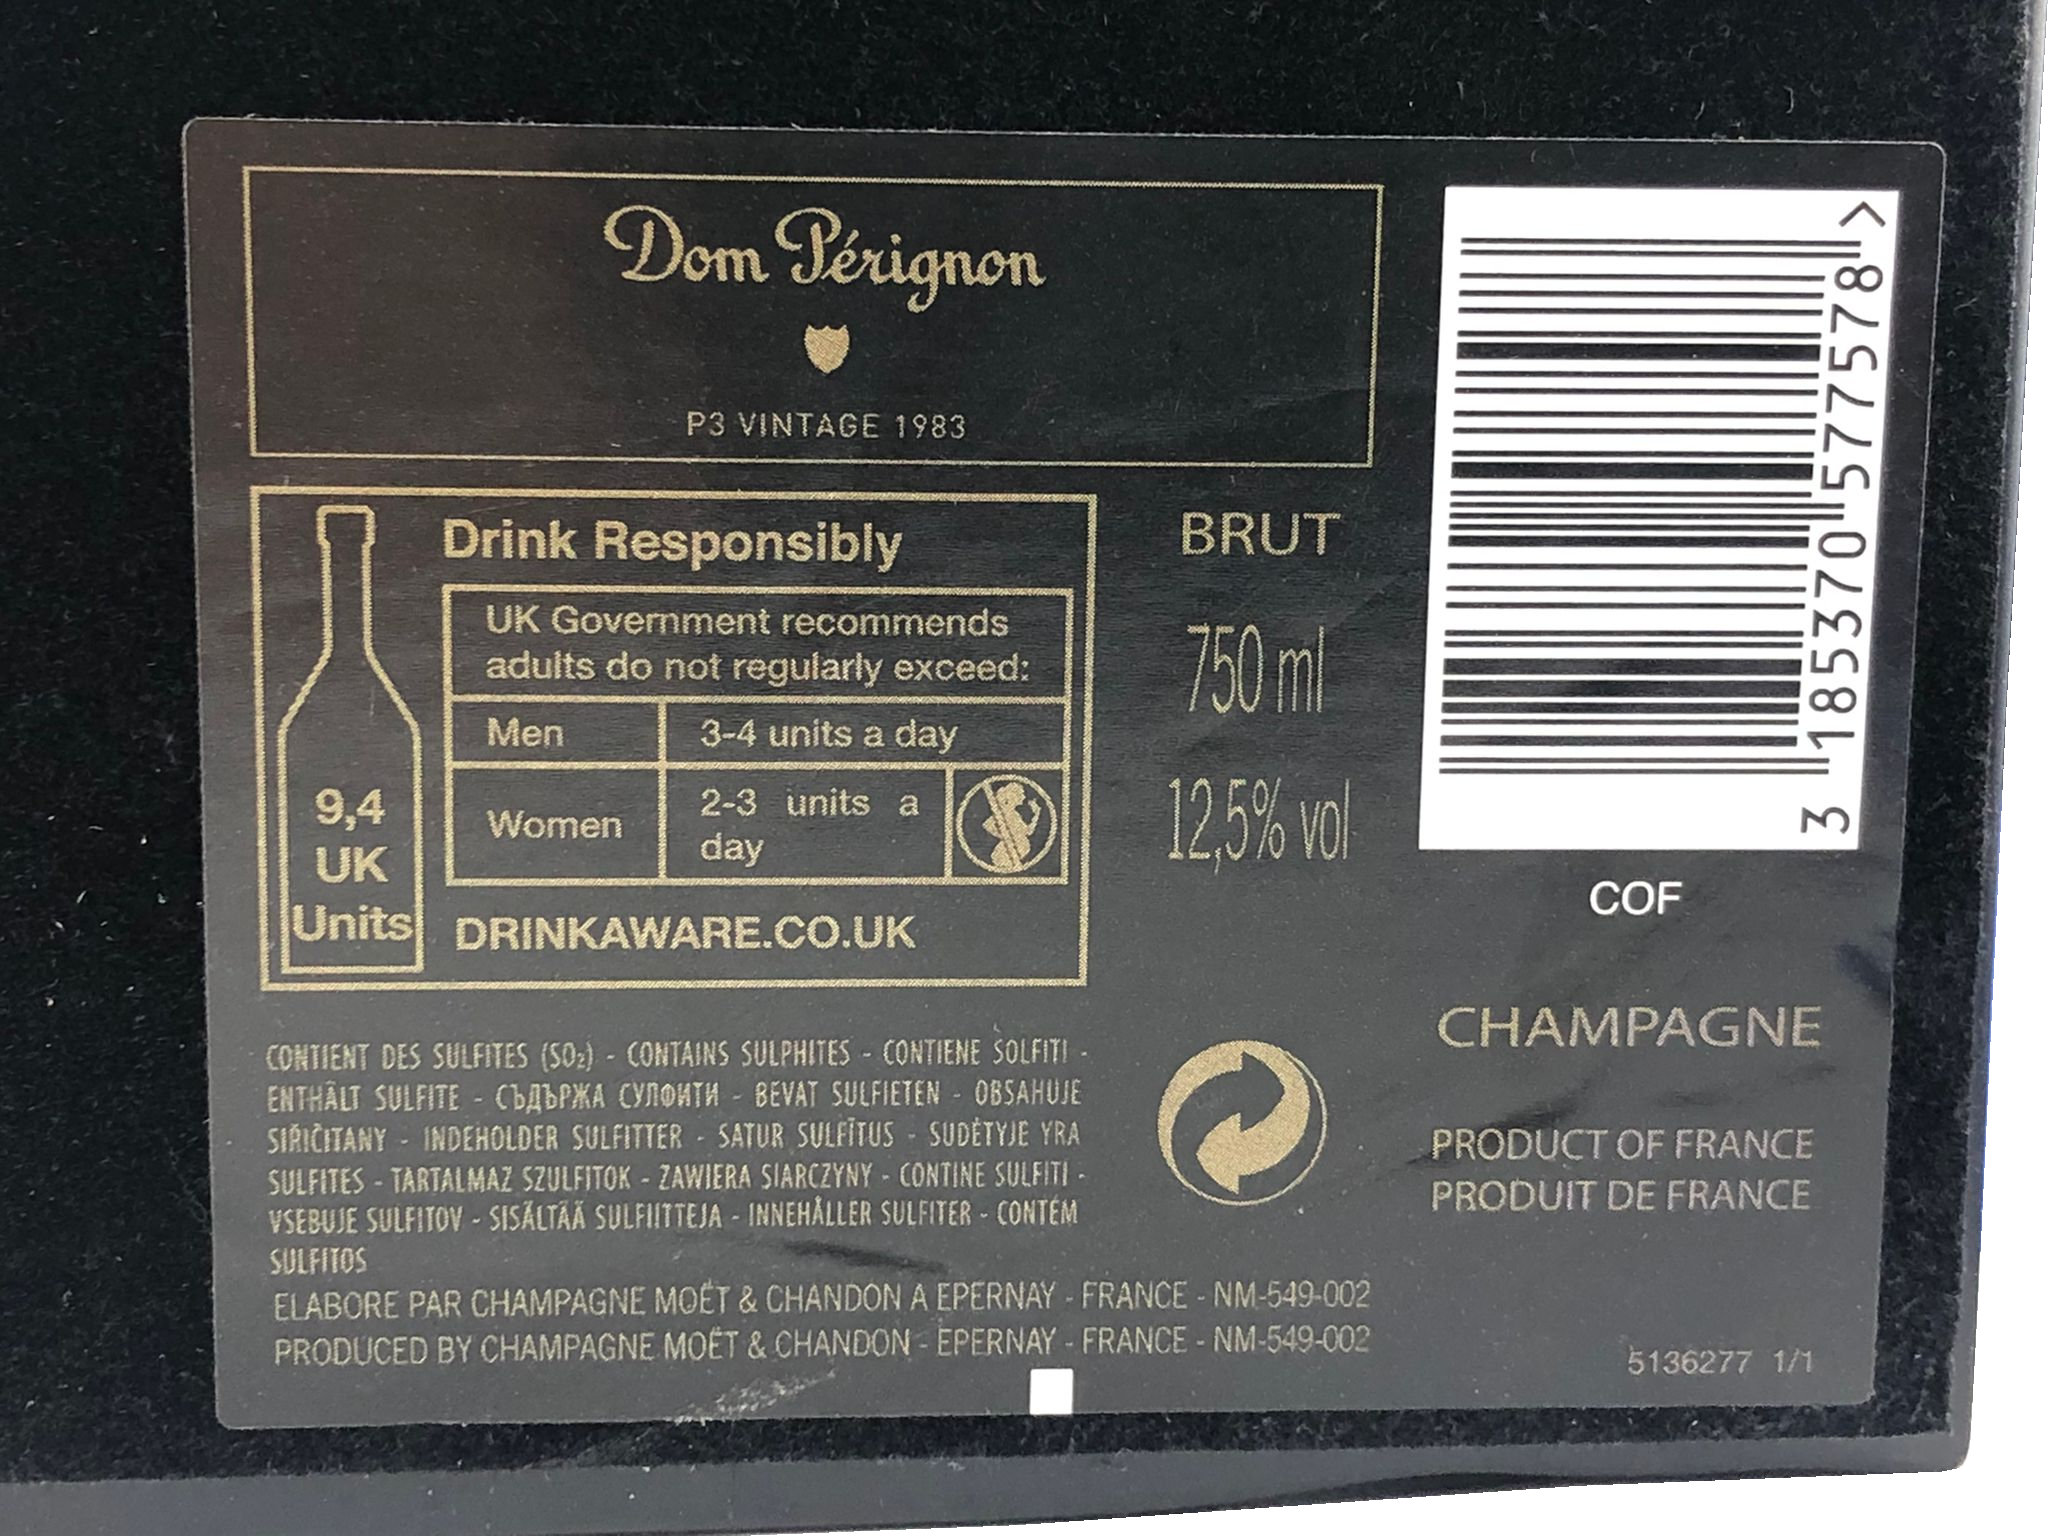 Dom Pérignon
P3 VINTAGE 1983
Drink Responsibly
UK Government recommends
adults do not regularly exceed:
Men 3-4 units a day
Women 2-3 units a
day
9,4
UK
Units
DRINKAWARE.CO.UK
BRUT
750 ml
12,5% vol
3 185370 577578 >
COF
CHAMPAGNE
PRODUCT OF FRANCE
PRODUIT DE FRANCE
CONTIENT DES SULFITES (SO₂) - CONTAINS SULPHITES - CONTIENE SOLFITI -
ENTHÄLT SULFITE - СЪДЪРЖА СУЛФИТИ - BEVAT SULFIETEN - OBSAHUJE
SIŘIČITANY - INDEHOLDER SULFITTER - SATUR SULFĪTUS - SUDĖTYJE YRA
SULFITES - TARTALMAZ SZULFITOK - ZAWIERA SIARCZYNY - CONTINE SULFITI -
VSEBUJE SULFITOV - SISÄLTÄÄ SULFIITTEJA - INNEHÅLLER SULFITER - CONTÉM
SULFITOS
ELABORE PAR CHAMPAGNE MOËT & CHANDON A EPERNAY - FRANCE - NM-549-002
PRODUCED BY CHAMPAGNE MOËT & CHANDON - EPERNAY - FRANCE - NM-549-002
5136277 1/1